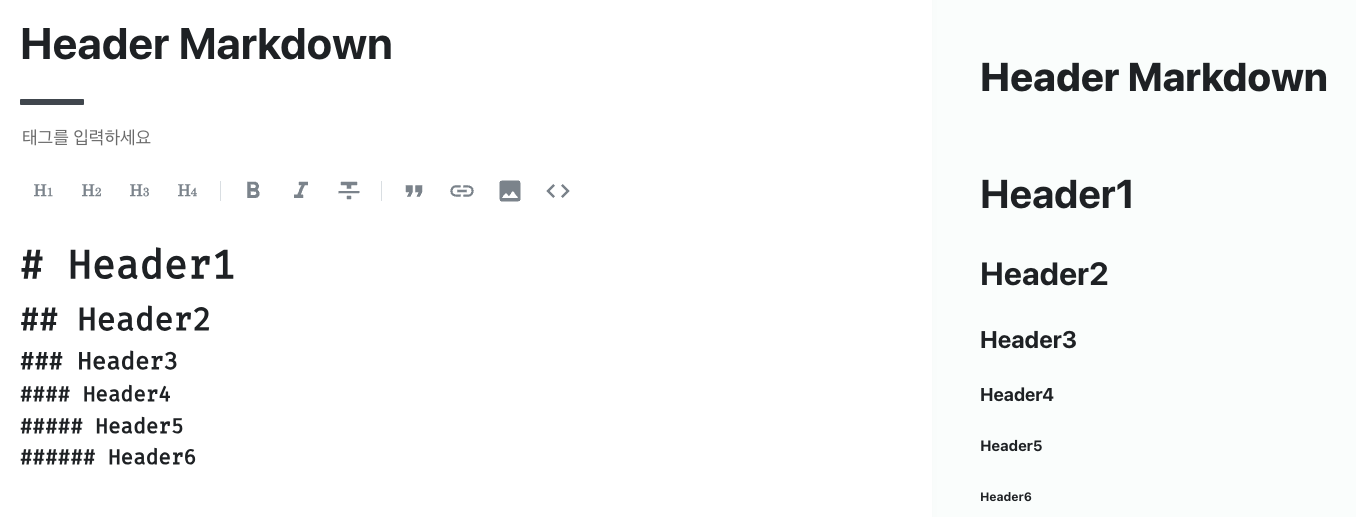 Header Markdown
태그를 입력하세요
H1 H2 H3 H4 B I T
# Header1
## Header2
### Header3
#### Header4
##### Header5
###### Header6
Header Markdown
Header1
Header2
Header3
Header4
Header5
Header6